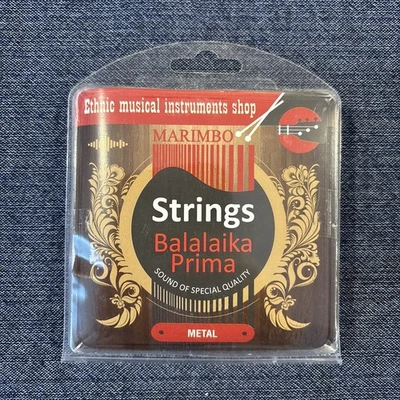 Ethnic musical instruments shop
MARIMBO
Strings
Balalaika
Prima
SOUND OF SPECIAL QUALITY
METAL